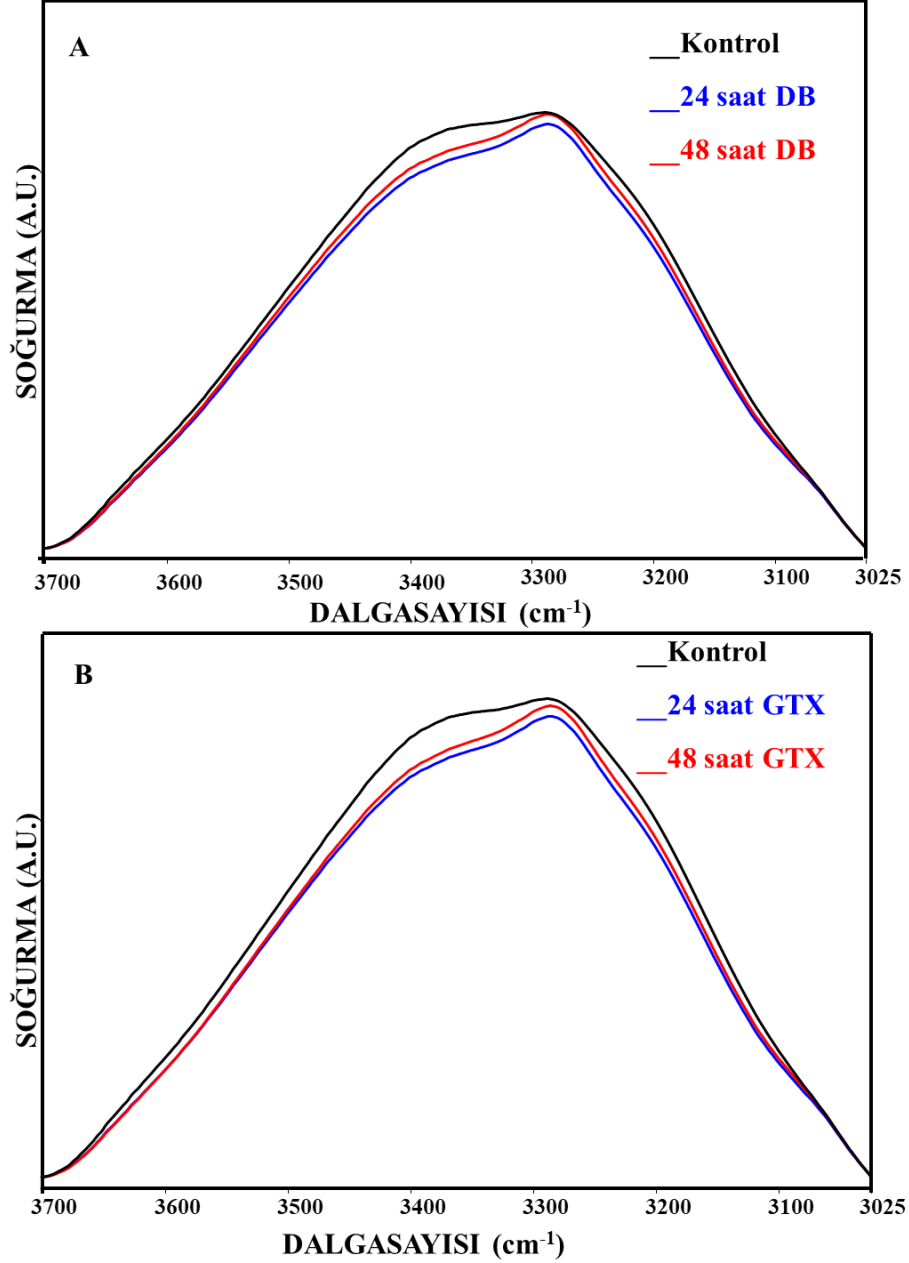 A
__Kontrol
__24 saat DB
__48 saat DB
SOĞURMA (A.U.)
3700 3600 3500 3400 3300 3200 3100 3025
DALGASAYISI (cm⁻¹)
B
__Kontrol
__24 saat GTX
__48 saat GTX
SOĞURMA (A.U.)
3700 3600 3500 3400 3300 3200 3100 3025
DALGASAYISI (cm⁻¹)